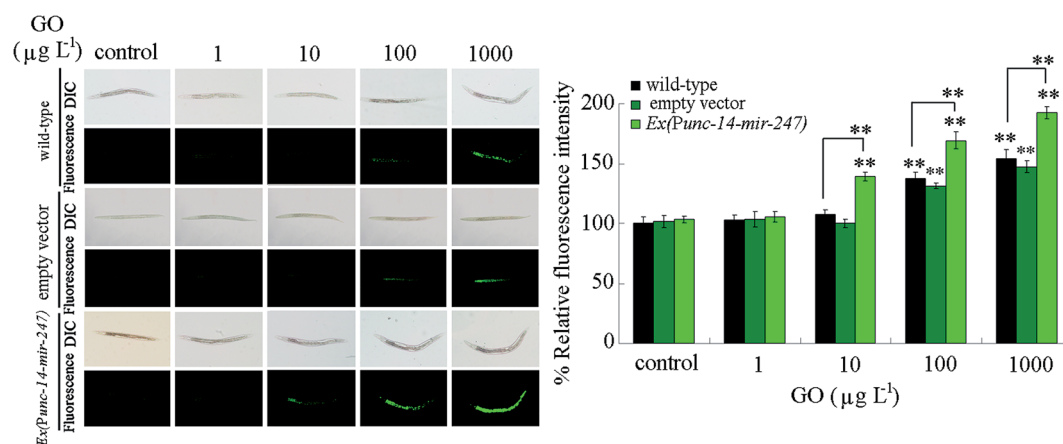 GO
(μg L-1)
control
1
10
100
1000
wild-type
DIC
Fluorescence
empty vector
DIC
Fluorescence
Ex(Punc-14-mir-247)
DIC
Fluorescence
% Relative fluorescence intensity
200
150
100
50
0
wild-type
empty vector
Ex(Punc-14-mir-247)
**
**
**
**
**
**
**
**
**
**
control
1
10
100
1000
GO (μg L-1)